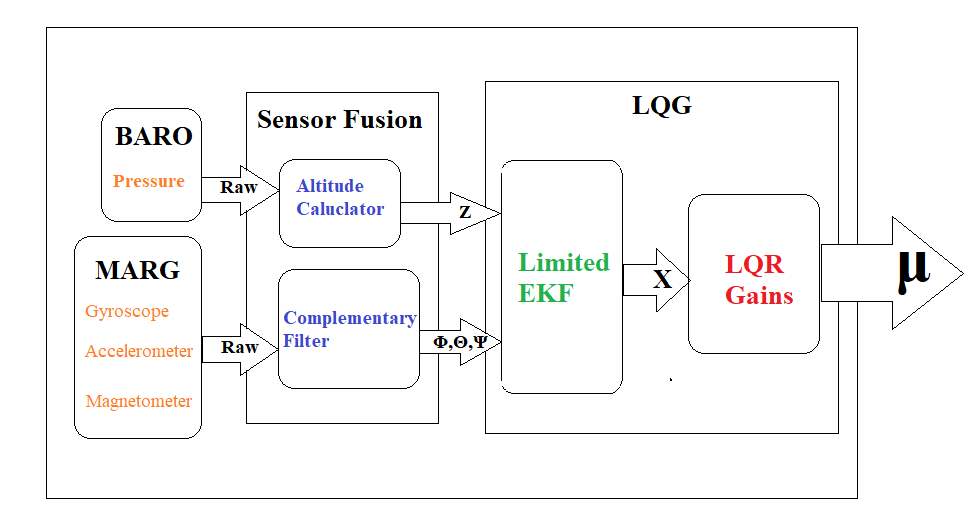 BARO
Pressure
Raw
MARG
Gyroscope
Accelerometer
Magnetometer
Raw
Sensor Fusion
Altitude
Caluclator
Z
Complementary
Filter
Φ,Θ,Ψ
LQG
Limited
EKF
X
LQR
Gains
μ